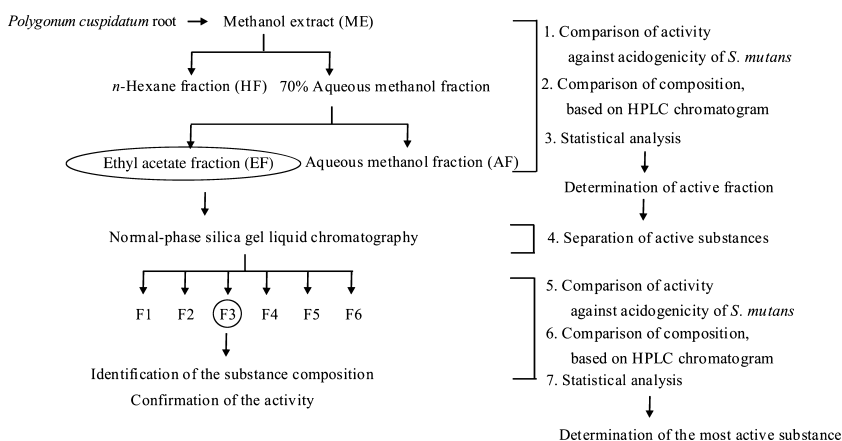 Polygonum cuspidatum root
Methanol extract (ME)
n-Hexane fraction (HF)
70% Aqueous methanol fraction
Ethyl acetate fraction (EF)
Aqueous methanol fraction (AF)
Normal-phase silica gel liquid chromatography
F1 F2 F3 F4 F5 F6
Identification of the substance composition
Confirmation of the activity
1. Comparison of activity
against acidogenicity of S. mutans
2. Comparison of composition,
based on HPLC chromatogram
3. Statistical analysis
Determination of active fraction
4. Separation of active substances
5. Comparison of activity
against acidogenicity of S. mutans
6. Comparison of composition,
based on HPLC chromatogram
7. Statistical analysis
Determination of the most active substance